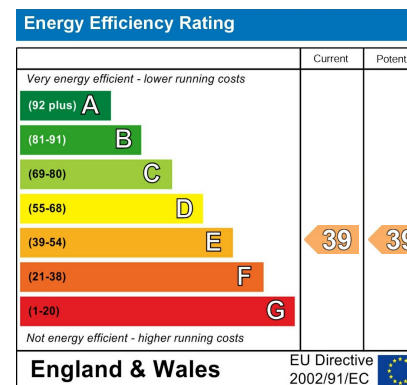 Energy Efficiency Rating
Current Potent
Very energy efficient - lower running costs
(92 plus) A
(81-91) B
(69-80) C
(55-68) D
(39-54) E 39 39
(21-38) F
(1-20) G
Not energy efficient - higher running costs
England & Wales
EU Directive
2002/91/EC